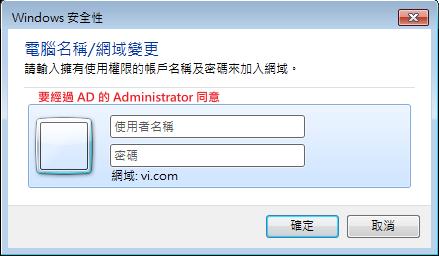 Windows 安全性
電腦名稱/網域變更
請輸入擁有使用權限的帳戶名稱及密碼來加入網域。
要經過 AD 的 Administrator 同意
使用者名稱
密碼
網域: vi.com
確定
取消